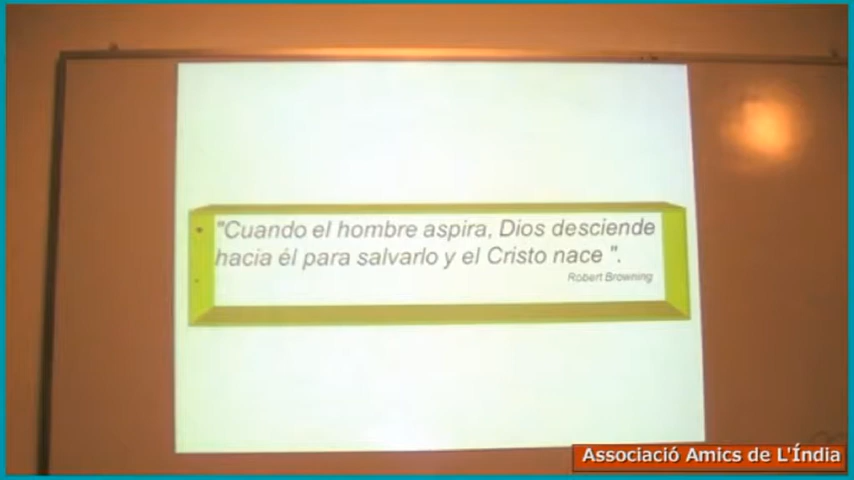 "Cuando el hombre aspira, Dios desciende
hacia él para salvarlo y el Cristo nace ".
Robert Browning
Associació Amics de L'Índia